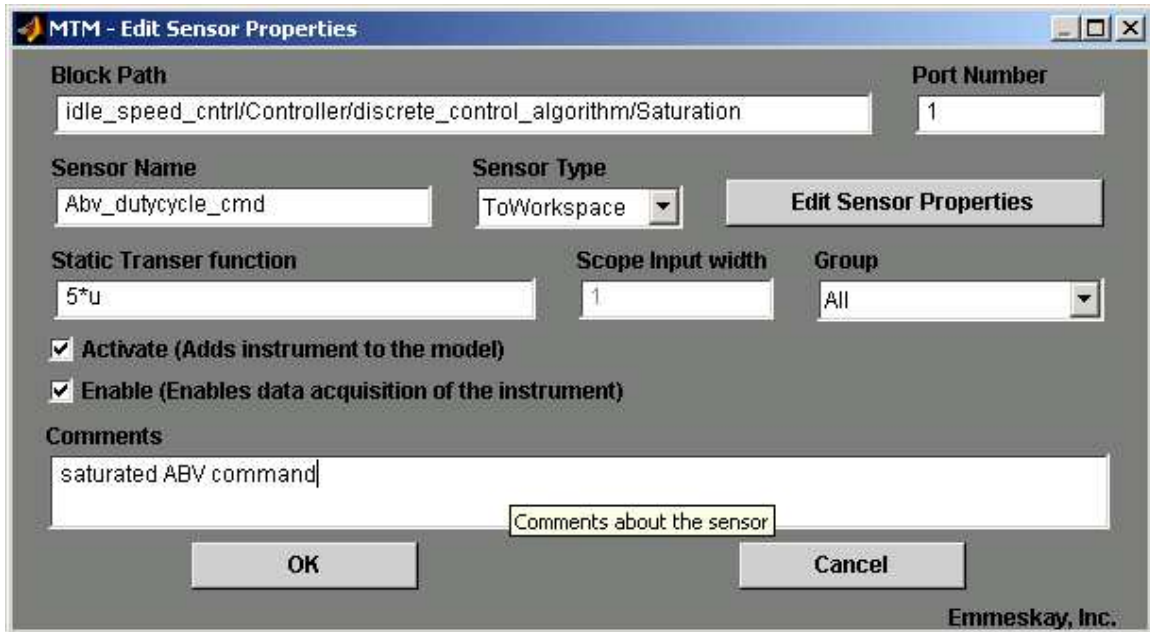 MTM - Edit Sensor Properties
Block Path
Port Number
idle_speed_cntrl/Controller/discrete_control_algorithm/Saturation
1
Sensor Name
Sensor Type
Abv_dutycycle_cmd
ToWorkspace
Edit Sensor Properties
Static Transer function
Scope Input width
Group
5*u
1
All
Activate (Adds instrument to the model)
Enable (Enables data acquisition of the instrument)
Comments
saturated ABV command
Comments about the sensor
OK
Cancel
Emmeskay, Inc.